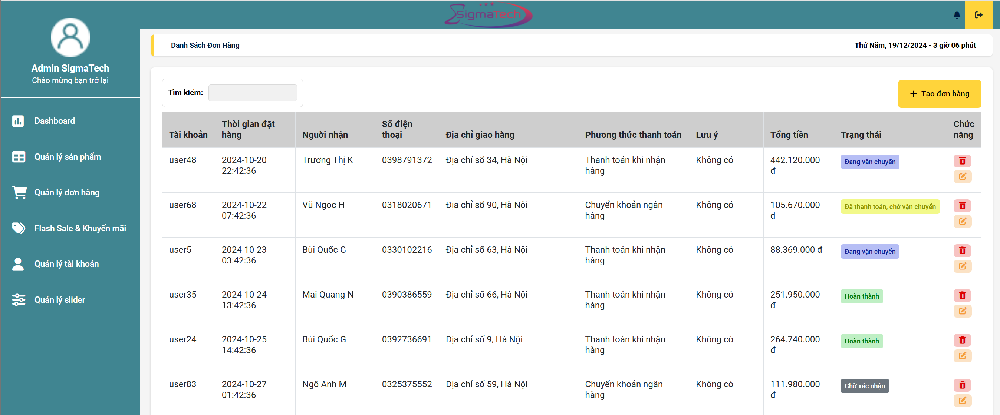 SigmaTech
Admin SigmaTech
Chào mừng bạn trở lại
Dashboard
Quản lý sản phẩm
Quản lý đơn hàng
Flash Sale & Khuyến mãi
Quản lý tài khoản
Quản lý slider
Danh Sách Đơn Hàng
Thứ Năm, 19/12/2024 - 3 giờ 06 phút
Tìm kiếm:
+ Tạo đơn hàng
Tài khoản
Thời gian đặt
hàng
Người nhận
Số điện
thoại
Địa chỉ giao hàng
Phương thức thanh toán
Lưu ý
Tổng tiền
Trạng thái
Chức
năng
user48
2024-10-20
22:42:36
Trương Thị K
0398791372
Địa chỉ số 34, Hà Nội
Thanh toán khi nhận
hàng
Không có
442.120.000
đ
Đang vận chuyển
user68
2024-10-22
07:42:36
Vũ Ngọc H
0318020671
Địa chỉ số 90, Hà Nội
Chuyển khoản ngân
hàng
Không có
105.670.000
đ
Đã thanh toán, chờ vận chuyển
user5
2024-10-23
03:42:36
Bùi Quốc G
0330102216
Địa chỉ số 63, Hà Nội
Thanh toán khi nhận
hàng
Không có
88.369.000 đ
Đang vận chuyển
user35
2024-10-24
13:42:36
Mai Quang N
0390386559
Địa chỉ số 66, Hà Nội
Thanh toán khi nhận
hàng
Không có
251.950.000
đ
Hoàn thành
user24
2024-10-25
14:42:36
Bùi Quốc G
0392736691
Địa chỉ số 9, Hà Nội
Thanh toán khi nhận
hàng
Không có
264.740.000
đ
Hoàn thành
user83
2024-10-27
01:42:36
Ngô Anh M
0325375552
Địa chỉ số 59, Hà Nội
Chuyển khoản ngân
hàng
Không có
111.980.000
đ
Chờ xác nhận